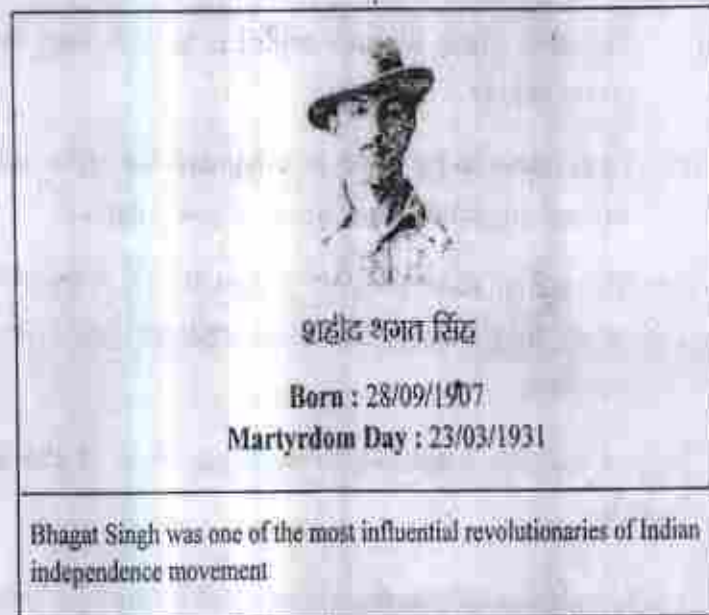 शहीद भगत सिंह
Born : 28/09/1907
Martyrdom Day : 23/03/1931
Bhagat Singh was one of the most influential revolutionaries of Indian
independence movement